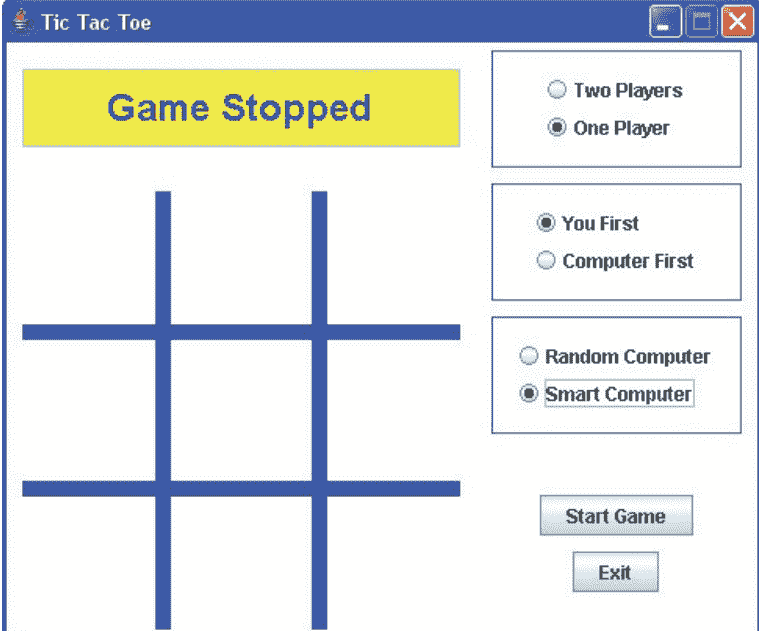 Tic Tac Toe
Game Stopped
Two Players
One Player
You First
Computer First
Random Computer
Smart Computer
Start Game
Exit